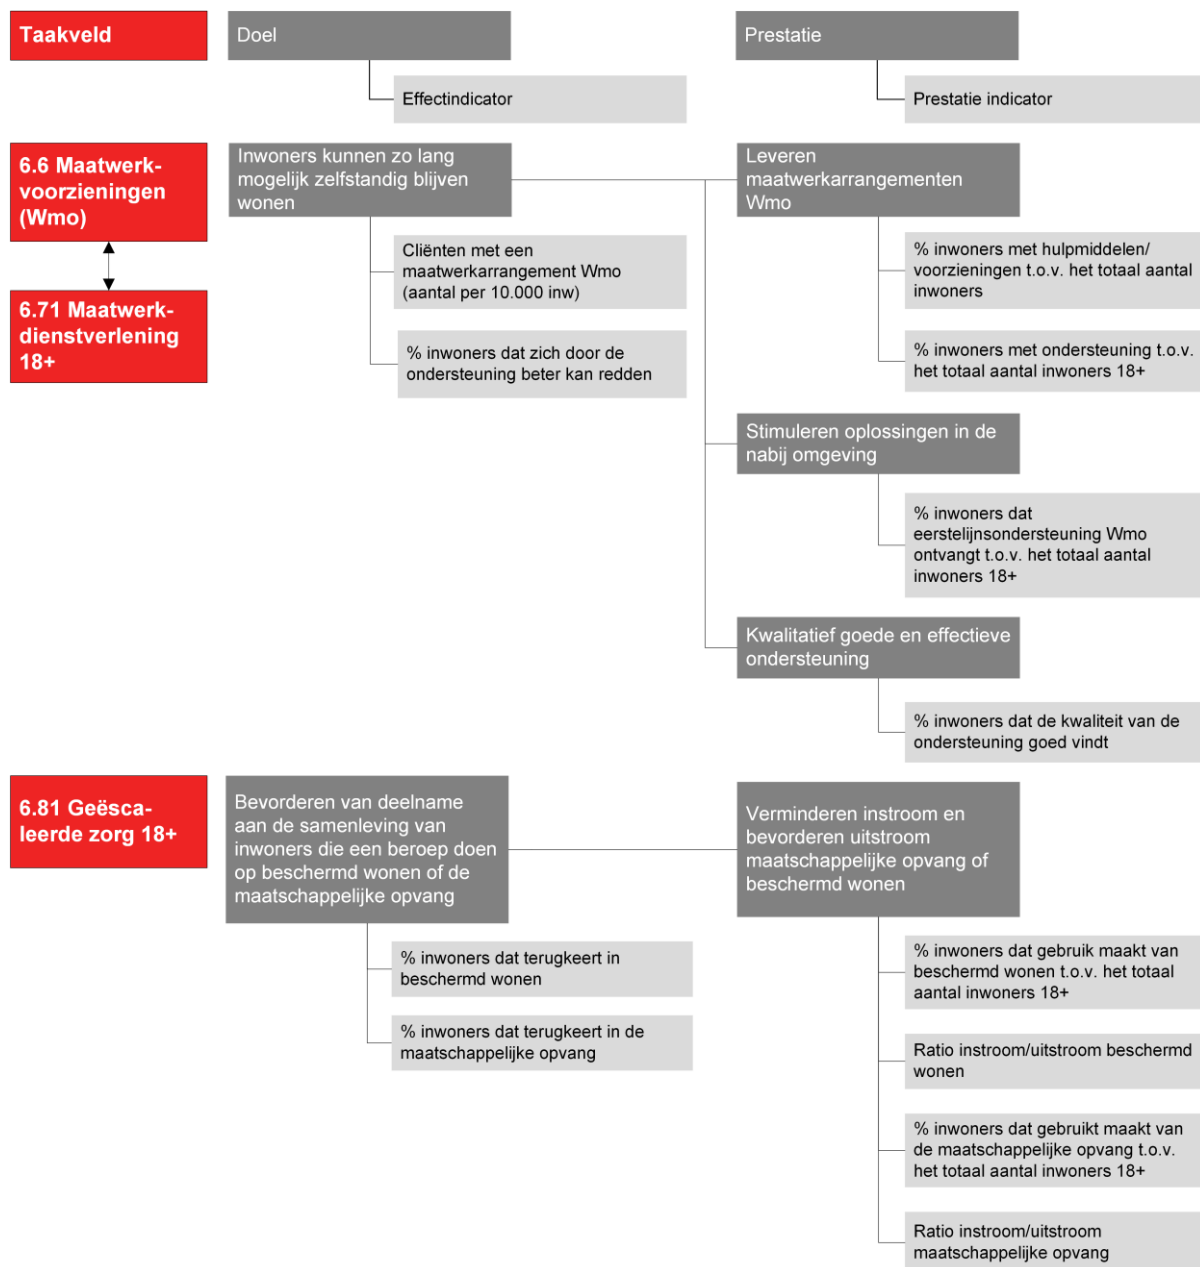 Taakveld
Doel
Prestatie
Effectindicator
Prestatie indicator
6.6 Maatwerk-
voorzieningen
(Wmo)
Inwoners kunnen zo lang
mogelijk zelfstandig blijven
wonen
Leveren
maatwerkarrangementen
Wmo
Cliënten met een
maatwerkarrangement Wmo
(aantal per 10.000 inw)
% inwoners met hulpmiddelen/
voorzieningen t.o.v. het totaal aantal
inwoners
6.71 Maatwerk-
dienstverlening
18+
% inwoners dat zich door de
ondersteuning beter kan redden
% inwoners met ondersteuning t.o.v.
het totaal aantal inwoners 18+
Stimuleren oplossingen in de
nabij omgeving
% inwoners dat
eerstelijnsondersteuning Wmo
ontvangt t.o.v. het totaal aantal
inwoners 18+
Kwalitatief goede en effectieve
ondersteuning
% inwoners dat de kwaliteit van de
ondersteuning goed vindt
6.81 Geësca-
leerde zorg 18+
Bevorderen van deelname
aan de samenleving van
inwoners die een beroep doen
op beschermd wonen of de
maatschappelijke opvang
Verminderen instroom en
bevorderen uitstroom
maatschappelijke opvang of
beschermd wonen
% inwoners dat terugkeert in
beschermd wonen
% inwoners dat terugkeert in de
maatschappelijke opvang
% inwoners dat gebruik maakt van
beschermd wonen t.o.v. het totaal
aantal inwoners 18+
Ratio instroom/uitstroom beschermd
wonen
% inwoners dat gebruikt maakt van
de maatschappelijke opvang t.o.v.
het totaal aantal inwoners 18+
Ratio instroom/uitstroom
maatschappelijke opvang